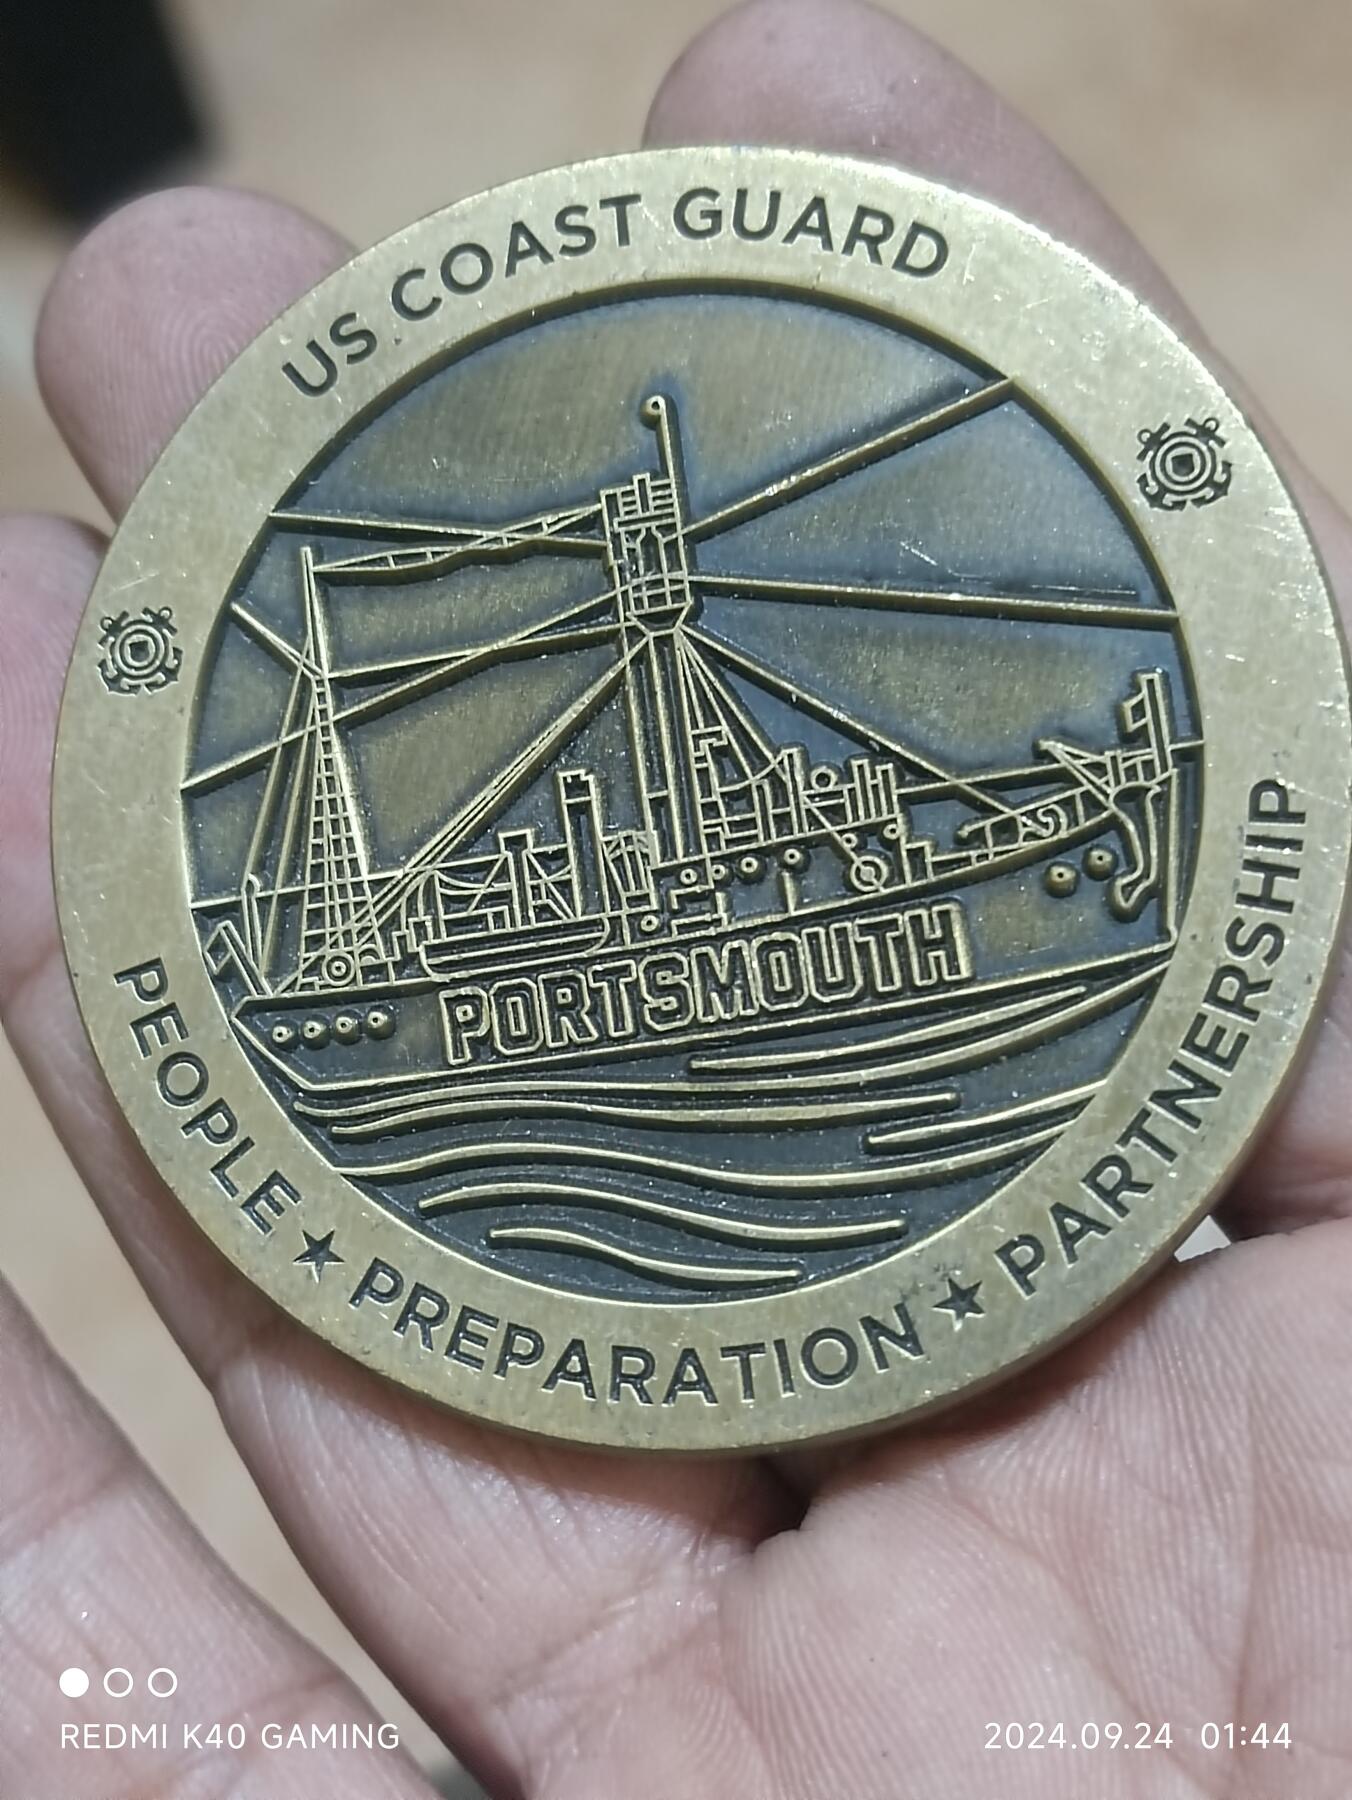 US COAST GUARD
PORTSMOUTH
PEOPLE ★ PREPARATION ★ PARTNERSHIP
REDMI K40 GAMING
2024.09.24 01:44